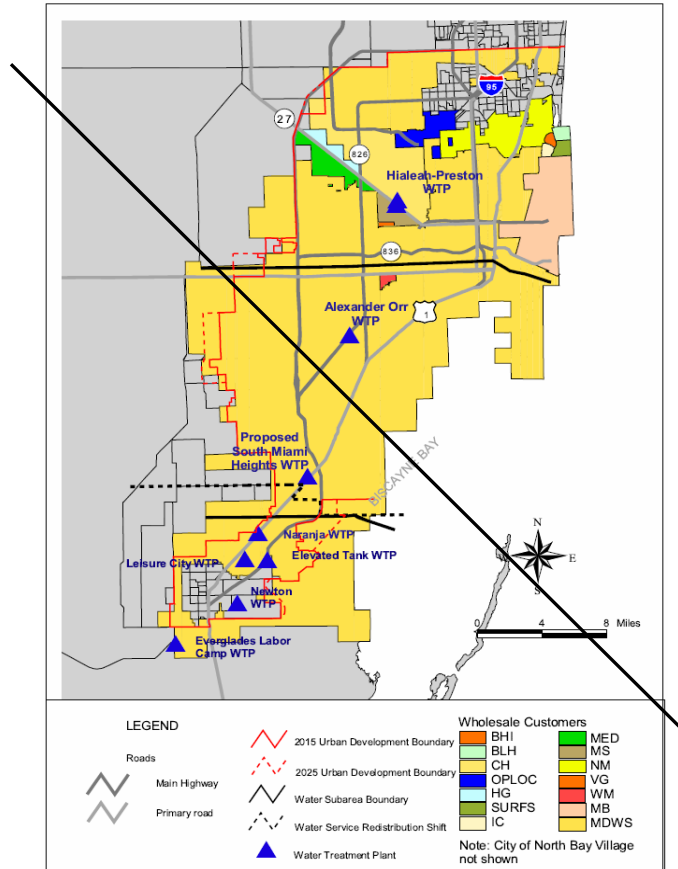 95
27
826
Hialeah-Preston
WTP
836
Alexander Orr
WTP
1
Proposed
South Miami
Heights WTP
BISCAYNE BAY
Naranja WTP
Leisure City WTP
Elevated Tank WTP
Newton
WTP
Everglades Labor
Camp WTP
N
E
S
0 4 8 Miles
LEGEND
Roads
Main Highway
Primary road
2015 Urban Development Boundary
2025 Urban Development Boundary
Water Subarea Boundary
Water Service Redistribution Shift
Water Treatment Plant
Wholesale Customers
BHI
BLH
CH
OPLOC
HG
SURFS
IC
MED
MS
NM
VG
WM
MB
MDWS
Note: City of North Bay Village
not shown